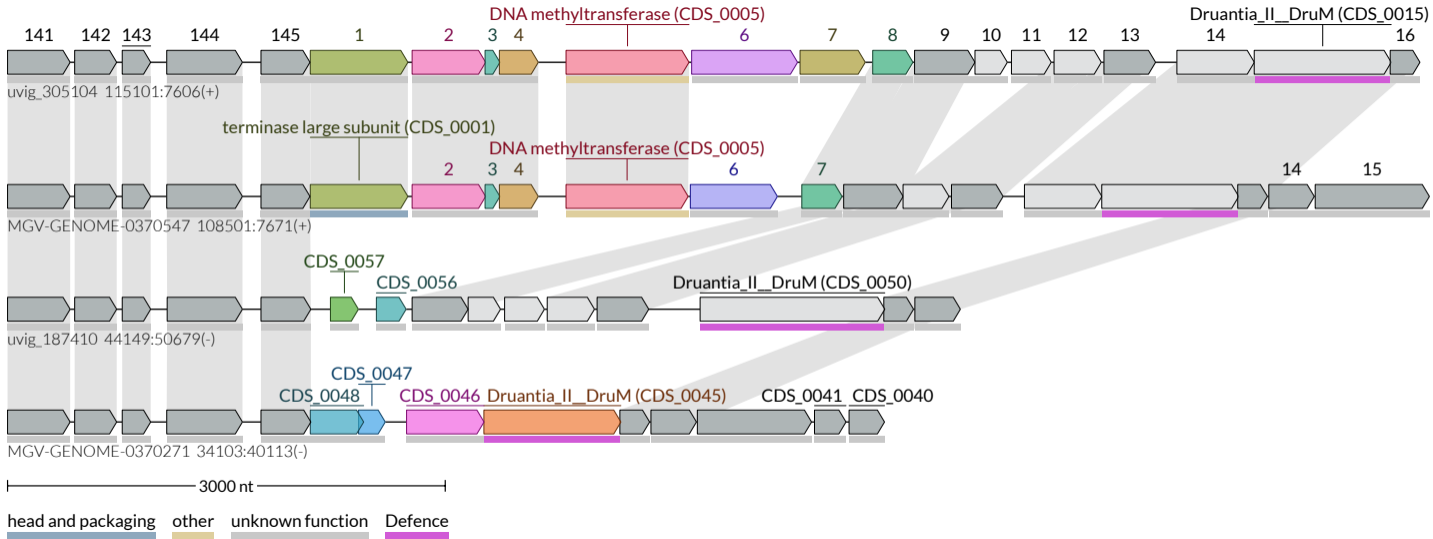 DNA methyltransferase (CDS_0005) Druantia_II__DruM (CDS_0015)
141 142 143 144 145 1 2 3 4 6 7 8 9 10 11 12 13 14 16
uvig_305104 115101:7606(+)
terminase large subunit (CDS_0001)
DNA methyltransferase (CDS_0005)
2 3 4 6 7 14 15
MGV-GENOME-0370547 108501:7671(+)
CDS_0057
CDS_0056 Druantia_II__DruM (CDS_0050)
uvig_187410 44149:50679(-)
CDS_0047
CDS_0048 CDS_0046 Druantia_II__DruM (CDS_0045) CDS_0041 CDS_0040
MGV-GENOME-0370271 34103:40113(-)
3000 nt
head and packaging other unknown function Defence